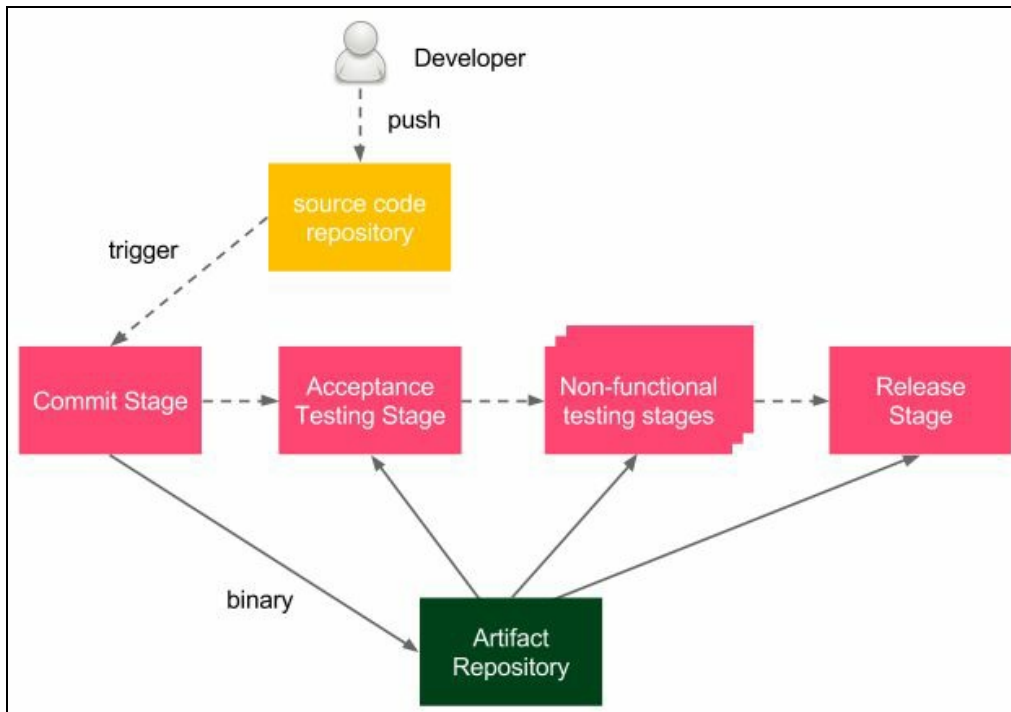 Developer
push
source code
repository
trigger
Commit Stage
Acceptance
Testing Stage
Non-functional
testing stages
Release
Stage
binary
Artifact
Repository